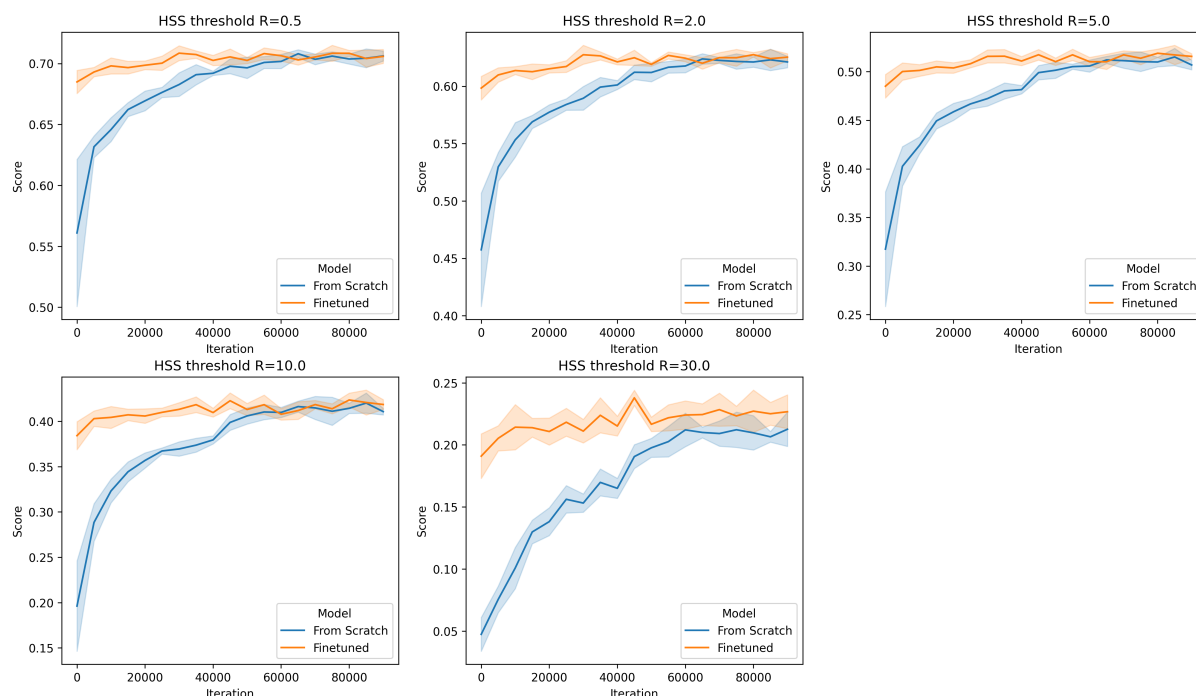 HSS threshold R=0.5
0.70
0.65
0.60
0.55
0.50
Score
0 20000 40000 60000 80000
Iteration
Model
From Scratch
Finetuned
HSS threshold R=2.0
0.60
0.55
0.50
0.45
0.40
Score
0 20000 40000 60000 80000
Iteration
Model
From Scratch
Finetuned
HSS threshold R=5.0
0.50
0.45
0.40
0.35
0.30
0.25
Score
0 20000 40000 60000 80000
Iteration
Model
From Scratch
Finetuned
HSS threshold R=10.0
0.40
0.35
0.30
0.25
0.20
0.15
Score
0 20000 40000 60000 80000
Iteration
Model
From Scratch
Finetuned
HSS threshold R=30.0
0.25
0.20
0.15
0.10
0.05
Score
0 20000 40000 60000 80000
Iteration
Model
From Scratch
Finetuned